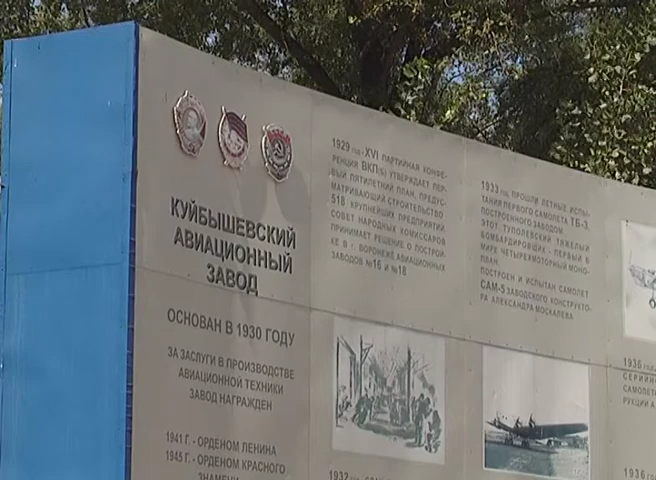 КУЙБЫШЕВСКИЙ
АВИАЦИОННЫЙ
ЗАВОД
ОСНОВАН В 1930 ГОДУ
ЗА ЗАСЛУГИ В ПРОИЗВОДСТВЕ
АВИАЦИОННОЙ ТЕХНИКИ
ЗАВОД НАГРАЖДЕН
1941 Г. - ОРДЕНОМ ЛЕНИНА
1945 Г. - ОРДЕНОМ КРАСНОГО
ЗНАМЕНИ
1929 год - XVI ПАРТИЙНАЯ КОНФЕ-
РЕНЦИЯ ВКП(б) УТВЕРЖДАЕТ ПЕР-
ВЫЙ ПЯТИЛЕТНИЙ ПЛАН, ПРЕДУС-
МАТРИВАЮЩИЙ СТРОИТЕЛЬСТВО
518 КРУПНЕЙШИХ ПРЕДПРИЯТИЙ.
СОВЕТ НАРОДНЫХ КОМИССАРОВ
ПРИНИМАЕТ РЕШЕНИЕ О ПОСТРОЙ-
КЕ В г. ВОРОНЕЖЕ АВИАЦИОННЫХ
ЗАВОДОВ №16 И №18
1932
1933 год. ПРОШЛИ ЛЕТНЫЕ ИСПЫ-
ТАНИЯ ПЕРВОГО САМОЛЕТА ТБ-3,
ПОСТРОЕННОГО ЗАВОДОМ.
ЭТОТ ТУПОЛЕВСКИЙ ТЯЖЕЛЫЙ
БОМБАРДИРОВЩИК - ПЕРВЫЙ В
МИРЕ ЧЕТЫРЕХМОТОРНЫЙ МОНО-
ПЛАН.
ПОСТРОЕН И ИСПЫТАН САМОЛЕТ
САМ-5 ЗАВОДСКОГО КОНСТРУКТО-
РА АЛЕКСАНДРА МОСКАЛЕВА
1936 год
СЕРИЙНО
САМОЛЕТО
РУКЦИИ А.
1936 г